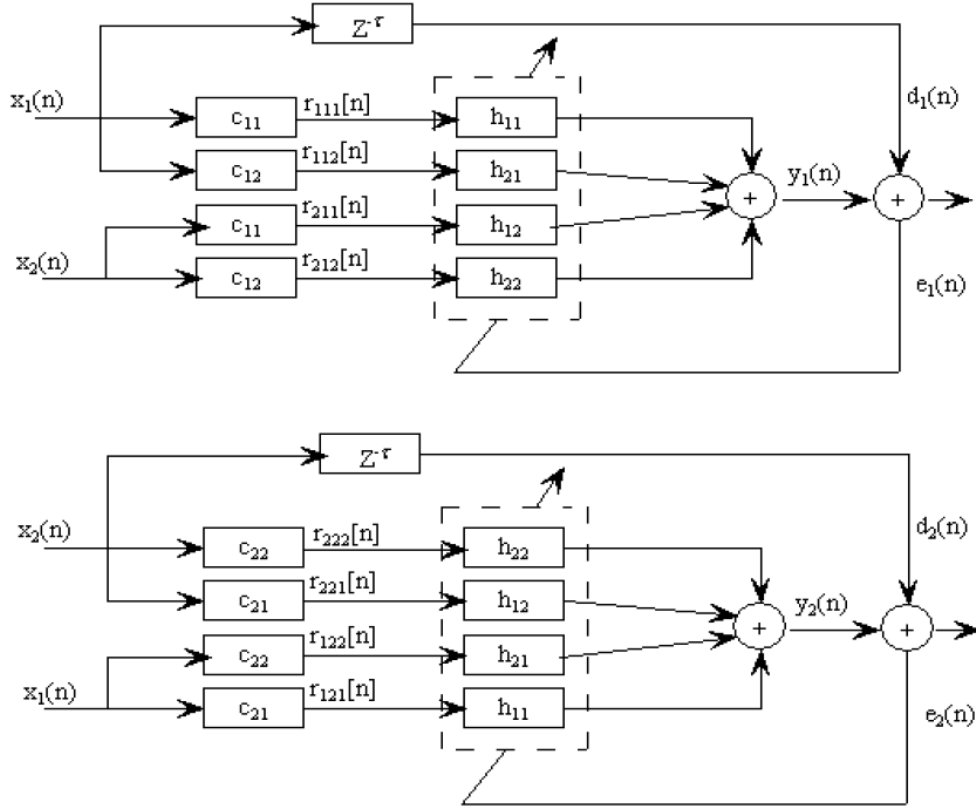 Z⁻ᵗ
x₁(n)
c₁₁ r₁₁₁[n] h₁₁
d₁(n)
c₁₂ r₁₁₂[n] h₂₁
y₁(n)
+ +
c₁₁ r₂₁₁[n] h₁₂
x₂(n)
c₁₂ r₂₁₂[n] h₂₂
e₁(n)
Z⁻ᵗ
x₂(n)
c₂₂ r₂₂₂[n] h₂₂
d₂(n)
c₂₁ r₂₂₁[n] h₁₂
y₂(n)
+ +
c₂₂ r₁₂₂[n] h₂₁
x₁(n)
c₂₁ r₁₂₁[n] h₁₁
e₂(n)